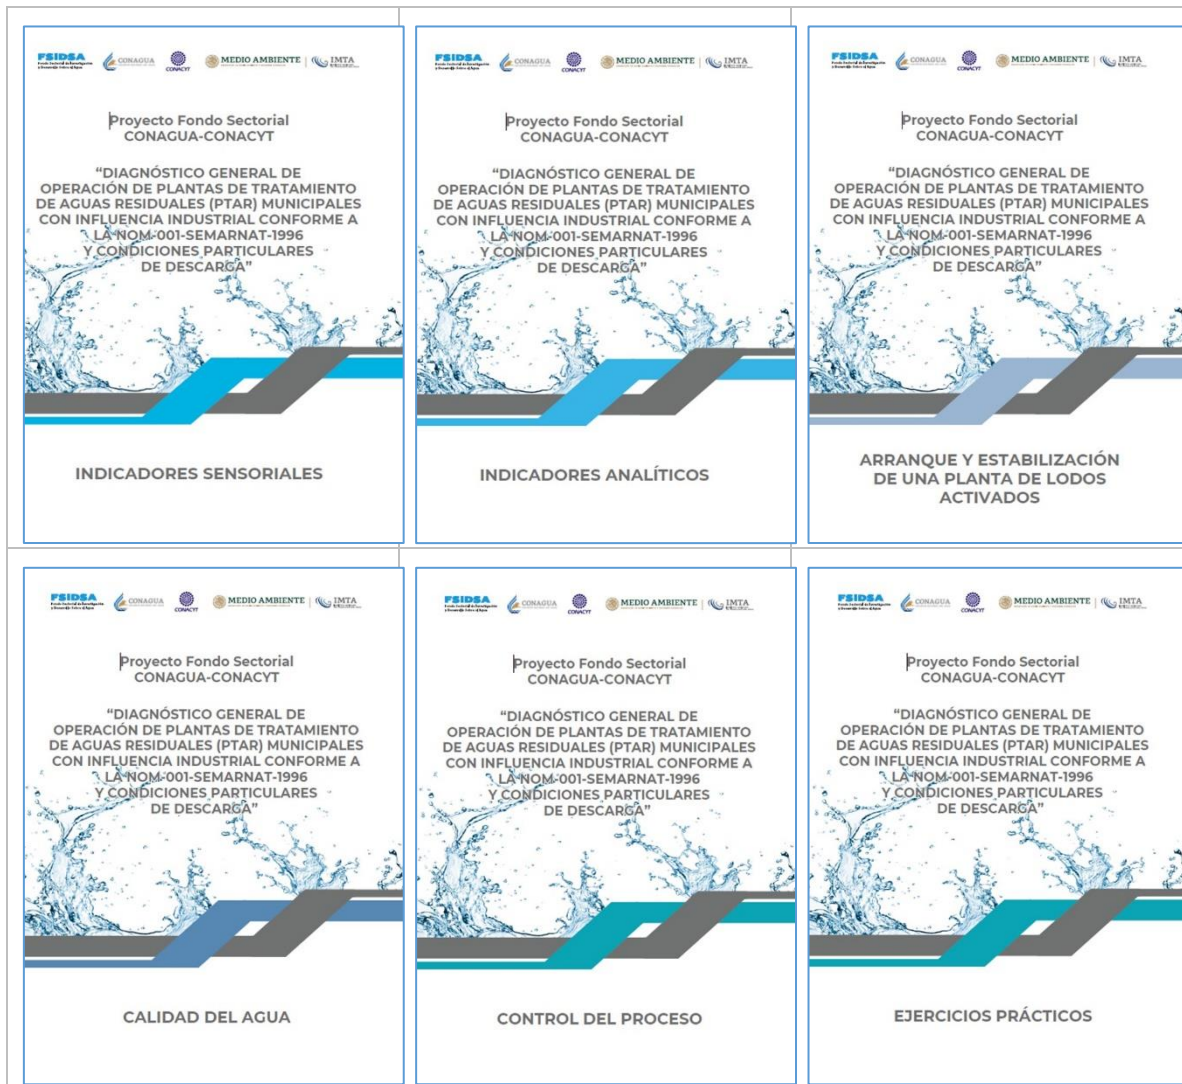 FSIDSA
CONAGUA
CONACYT
MEDIO AMBIENTE
IMTA
Proyecto Fondo Sectorial
CONAGUA-CONACYT
“DIAGNÓSTICO GENERAL DE
OPERACIÓN DE PLANTAS DE TRATAMIENTO
DE AGUAS RESIDUALES (PTAR) MUNICIPALES
CON INFLUENCIA INDUSTRIAL CONFORME A
LA NOM-001-SEMARNAT-1996
Y CONDICIONES PARTICULARES
DE DESCARGA”
INDICADORES SENSORIALES
FSIDSA
CONAGUA
CONACYT
MEDIO AMBIENTE
IMTA
Proyecto Fondo Sectorial
CONAGUA-CONACYT
“DIAGNÓSTICO GENERAL DE
OPERACIÓN DE PLANTAS DE TRATAMIENTO
DE AGUAS RESIDUALES (PTAR) MUNICIPALES
CON INFLUENCIA INDUSTRIAL CONFORME A
LA NOM-001-SEMARNAT-1996
Y CONDICIONES PARTICULARES
DE DESCARGA”
INDICADORES ANALÍTICOS
FSIDSA
CONAGUA
CONACYT
MEDIO AMBIENTE
IMTA
Proyecto Fondo Sectorial
CONAGUA-CONACYT
“DIAGNÓSTICO GENERAL DE
OPERACIÓN DE PLANTAS DE TRATAMIENTO
DE AGUAS RESIDUALES (PTAR) MUNICIPALES
CON INFLUENCIA INDUSTRIAL CONFORME A
LA NOM-001-SEMARNAT-1996
Y CONDICIONES PARTICULARES
DE DESCARGA”
ARRANQUE Y ESTABILIZACIÓN
DE UNA PLANTA DE LODOS
ACTIVADOS
FSIDSA
CONAGUA
CONACYT
MEDIO AMBIENTE
IMTA
Proyecto Fondo Sectorial
CONAGUA-CONACYT
“DIAGNÓSTICO GENERAL DE
OPERACIÓN DE PLANTAS DE TRATAMIENTO
DE AGUAS RESIDUALES (PTAR) MUNICIPALES
CON INFLUENCIA INDUSTRIAL CONFORME A
LA NOM-001-SEMARNAT-1996
Y CONDICIONES PARTICULARES
DE DESCARGA”
CALIDAD DEL AGUA
FSIDSA
CONAGUA
CONACYT
MEDIO AMBIENTE
IMTA
Proyecto Fondo Sectorial
CONAGUA-CONACYT
“DIAGNÓSTICO GENERAL DE
OPERACIÓN DE PLANTAS DE TRATAMIENTO
DE AGUAS RESIDUALES (PTAR) MUNICIPALES
CON INFLUENCIA INDUSTRIAL CONFORME A
LA NOM-001-SEMARNAT-1996
Y CONDICIONES PARTICULARES
DE DESCARGA”
CONTROL DEL PROCESO
FSIDSA
CONAGUA
CONACYT
MEDIO AMBIENTE
IMTA
Proyecto Fondo Sectorial
CONAGUA-CONACYT
“DIAGNÓSTICO GENERAL DE
OPERACIÓN DE PLANTAS DE TRATAMIENTO
DE AGUAS RESIDUALES (PTAR) MUNICIPALES
CON INFLUENCIA INDUSTRIAL CONFORME A
LA NOM-001-SEMARNAT-1996
Y CONDICIONES PARTICULARES
DE DESCARGA”
EJERCICIOS PRÁCTICOS